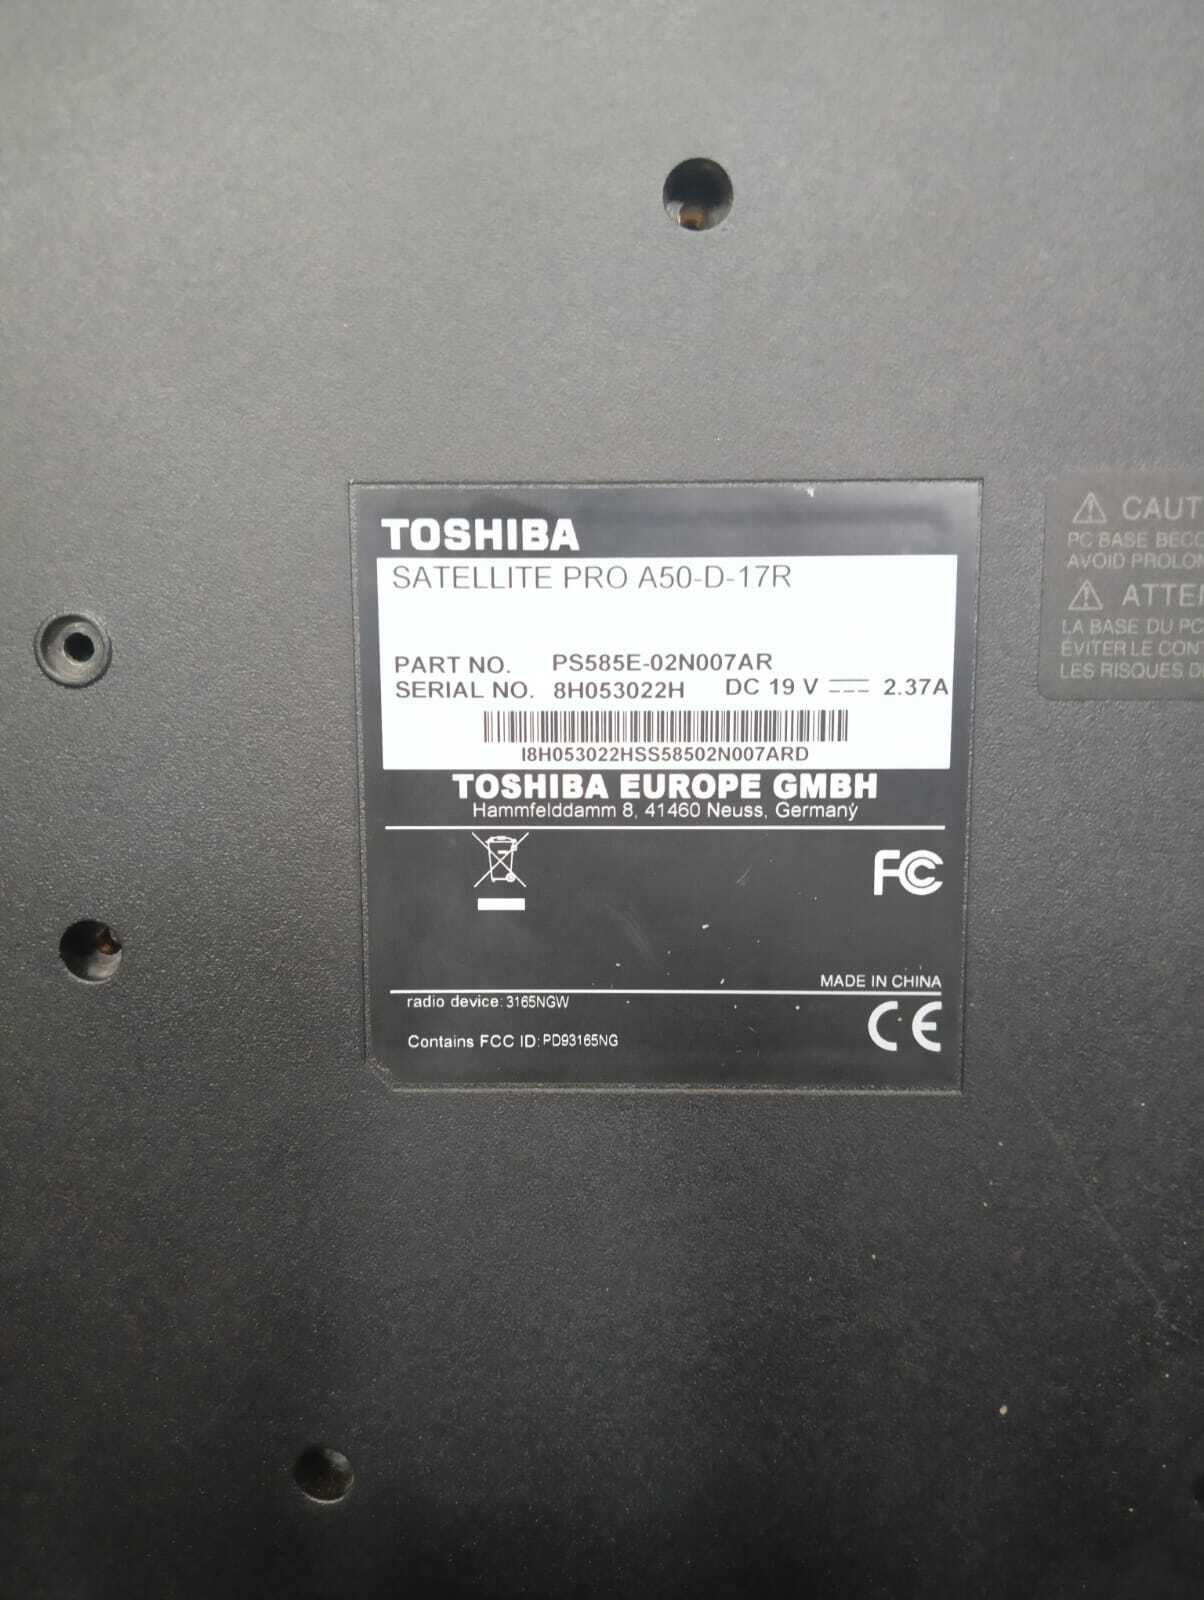 TOSHIBA
SATELLITE PRO A50-D-17R
PART NO. PS585E-02N007AR
SERIAL NO. 8H053022H DC 19 V 2.37A
I8H053022HSS58502N007ARD
TOSHIBA EUROPE GMBH
Hammfelddamm 8, 41460 Neuss, Germany
FC
MADE IN CHINA
radio device: 3165NGW
Contains FCC ID: PD93165NG
CE
CAUT
PC BASE BECO
AVOID PROLON
ATTE
LA BASE DU PC
ÉVITER LE CON
LES RISQUES D